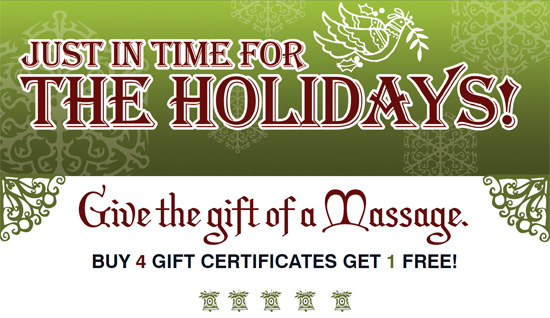 JUST IN TIME FOR
THE HOLIDAYS!
Give the gift of a Massage.
BUY 4 GIFT CERTIFICATES GET 1 FREE!